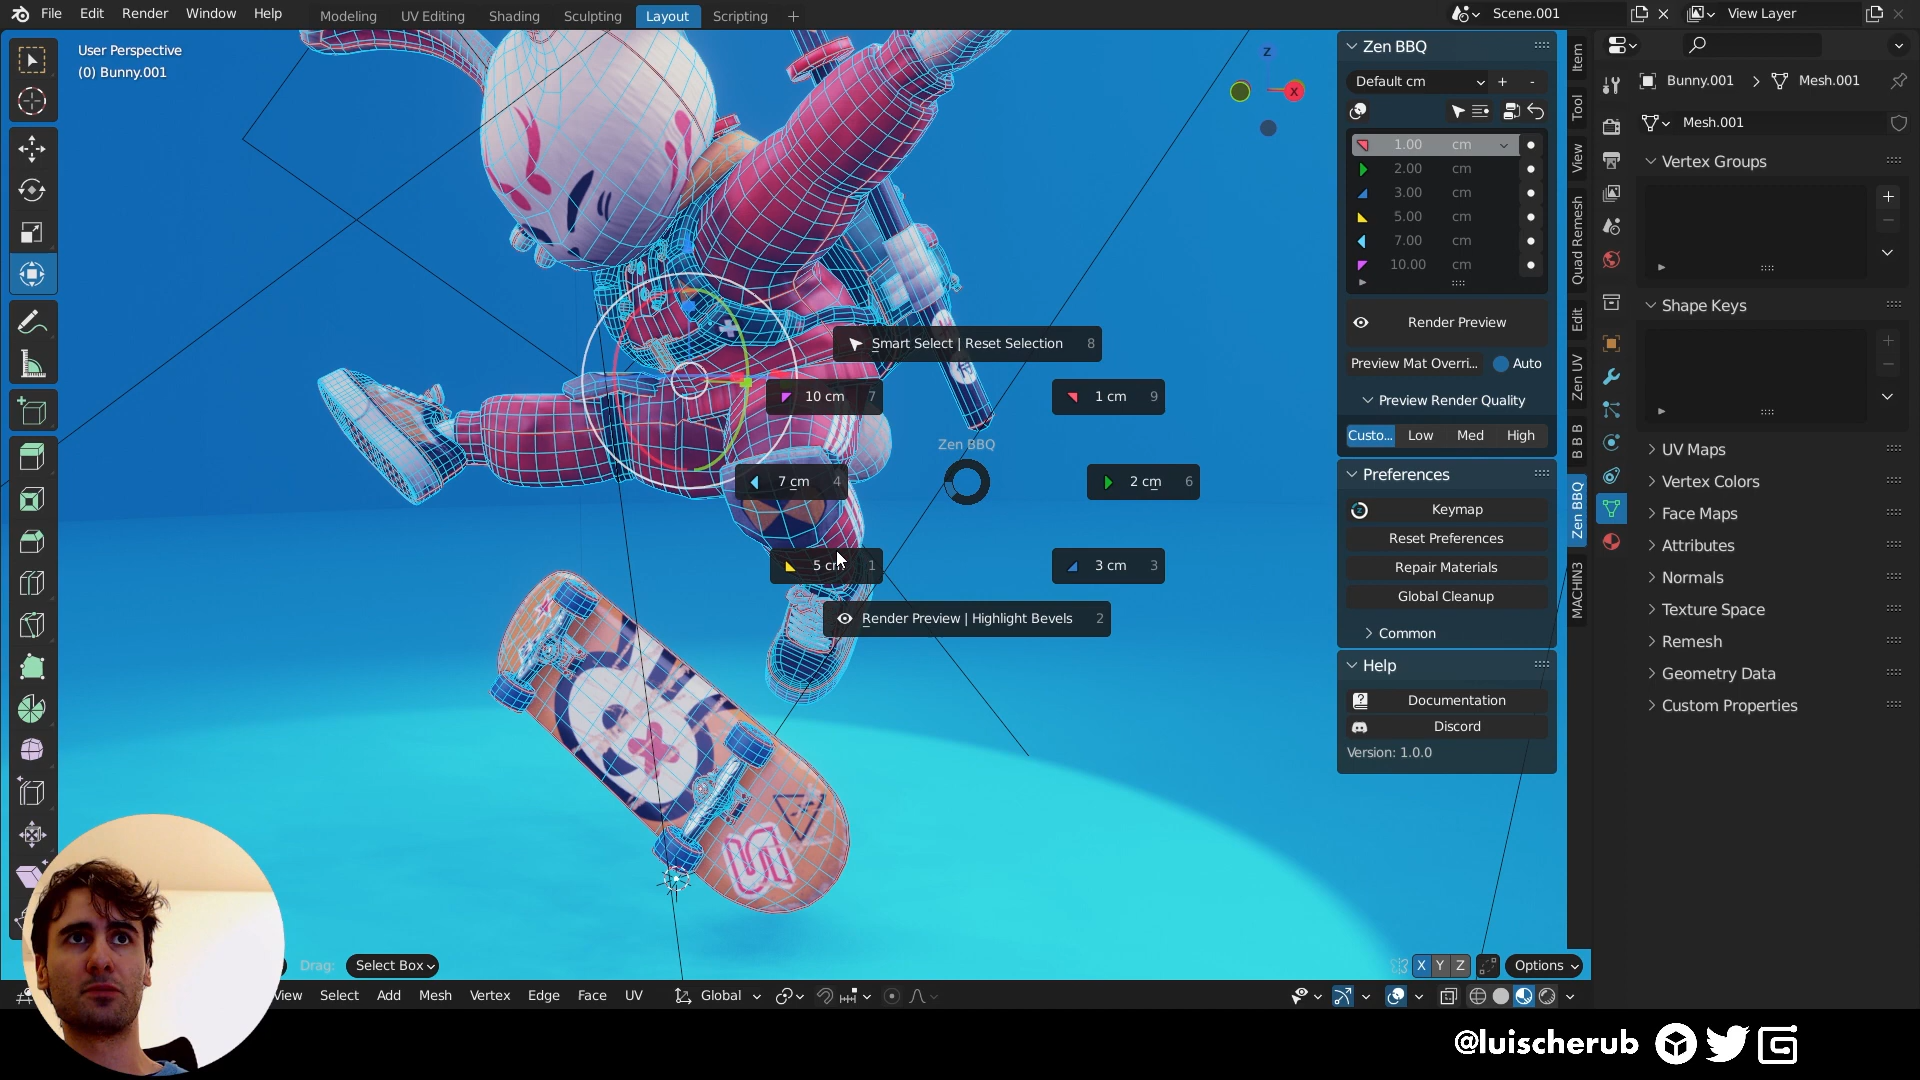 File Edit Render Window Help
Modeling UV Editing Shading Sculpting Layout Scripting
Scene.001
View Layer
User Perspective
(0) Bunny.001
Z
X
Zen BBQ
Default cm + -
1.00 cm
2.00 cm
3.00 cm
5.00 cm
7.00 cm
10.00 cm
Render Preview
Preview Mat Overri... Auto
Preview Render Quality
Custo... Low Med High
Preferences
Keymap
Reset Preferences
Repair Materials
Global Cleanup
Common
Help
Documentation
Discord
Version: 1.0.0
Item
Tool
View
Quad Remesh
Edit
Zen UV
B B B
Zen BBQ
MACHIN3
Bunny.001 > Mesh.001
Mesh.001
Vertex Groups
Shape Keys
UV Maps
Vertex Colors
Face Maps
Attributes
Normals
Texture Space
Remesh
Geometry Data
Custom Properties
Smart Select | Reset Selection 8
10 cm 7
1 cm 9
Zen BBQ
7 cm 4
2 cm 6
5 cm 1
3 cm 3
Render Preview | Highlight Bevels 2
Drag: Select Box
X Y Z Options
View Select Add Mesh Vertex Edge Face UV Global
@luischerub